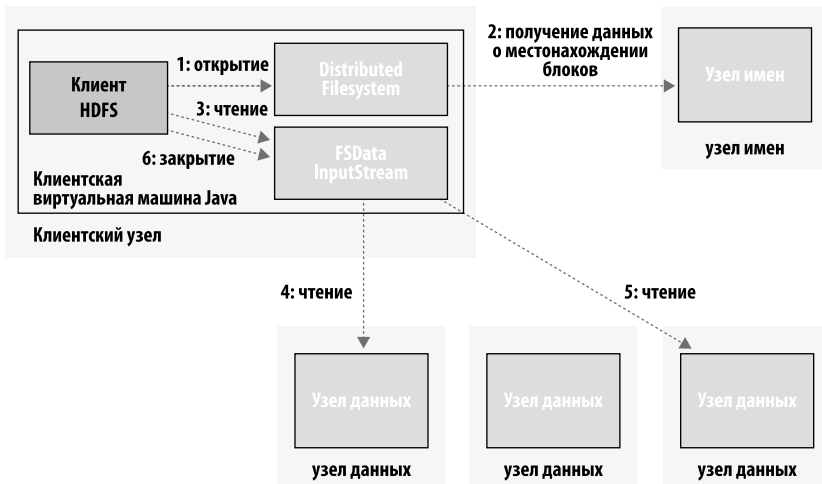 2: получение данных
о местонахождении
блоков
1: открытие
Distributed
Filesystem
Узел имен
Клиент
HDFS
3: чтение
узел имен
6: закрытие
FSData
InputStream
Клиентская
виртуальная машина Java
Клиентский узел
4: чтение
5: чтение
Узел данных
Узел данных
Узел данных
узел данных
узел данных
узел данных